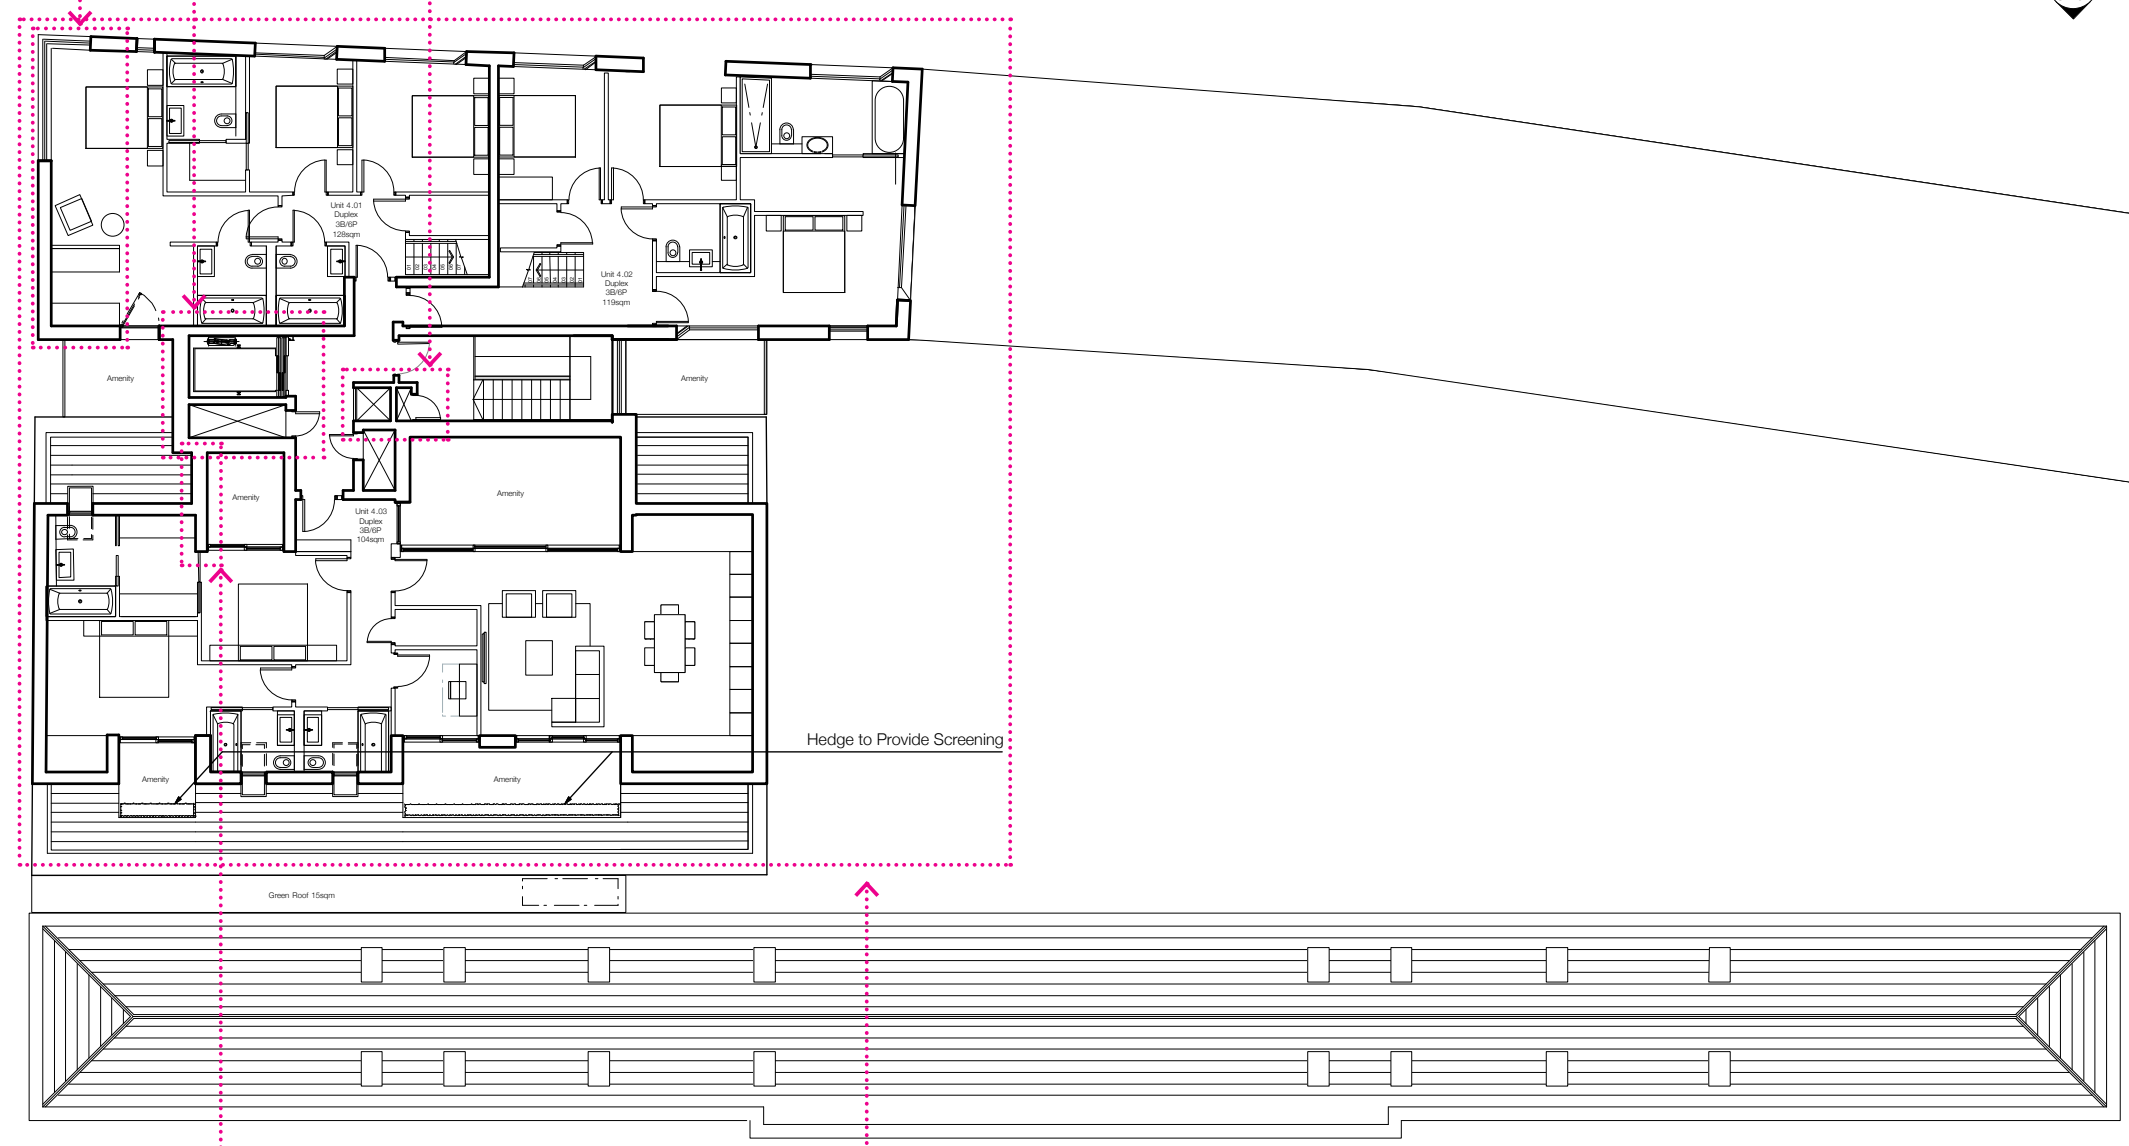 Unit 4.01
Duplex
3B/6P
128sqm
Unit 4.02
Duplex
3B/6P
119sqm
Amenity
Amenity
Amenity
Amenity
Unit 4.03
Duplex
3B/6P
104sqm
Hedge to Provide Screening
Amenity
Amenity
Green Roof 15sqm